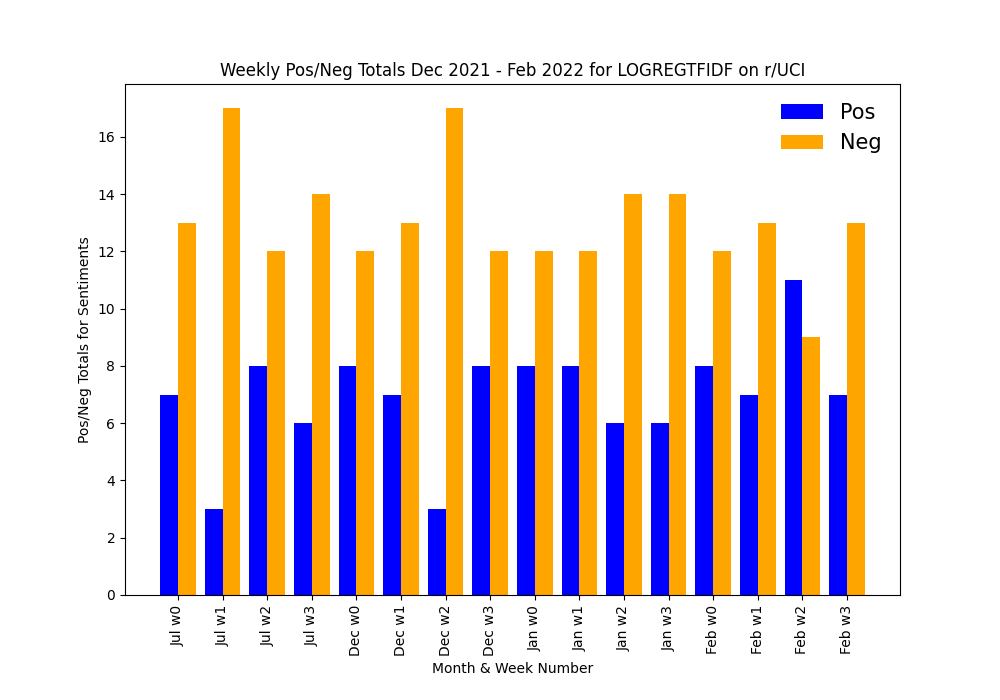 Weekly Pos/Neg Totals Dec 2021 - Feb 2022 for LOGREGTFIDF on r/UCI
Pos
Neg
Pos/Neg Totals for Sentiments
16
14
12
10
8
6
4
2
0
Jul w0
Jul w1
Jul w2
Jul w3
Dec w0
Dec w1
Dec w2
Dec w3
Jan w0
Jan w1
Jan w2
Jan w3
Feb w0
Feb w1
Feb w2
Feb w3
Month & Week Number